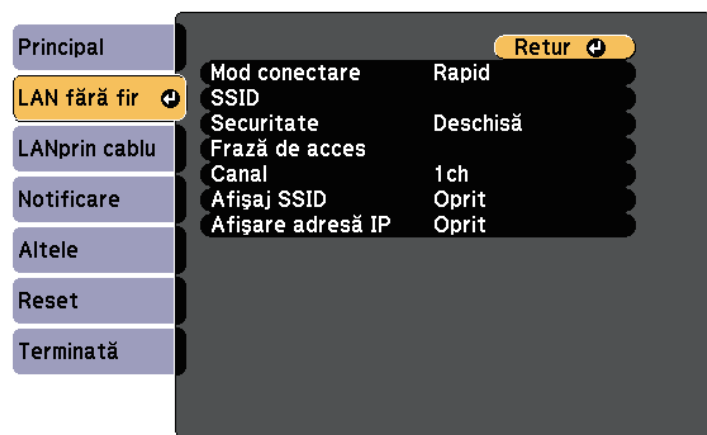 Principal
LAN fără fir
LANprin cablu
Notificare
Altele
Reset
Terminată
Retur
Mod conectare Rapid
SSID
Securitate Deschisă
Frază de acces
Canal 1ch
Afişaj SSID Oprit
Afişare adresă IP Oprit